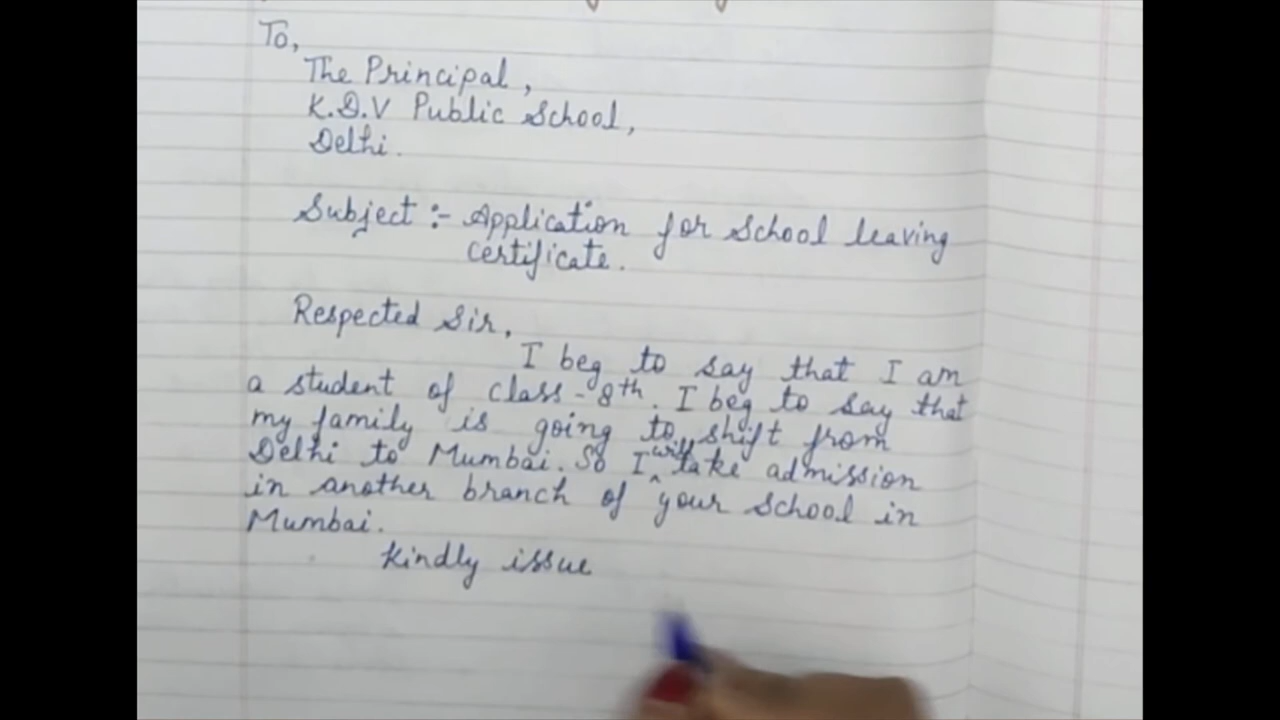 To,
The Principal,
K.D.V Public School,
Delhi.
Subject :- Application for School leaving
certificate.
Respected Sir,
I beg to say that I am
a student of class-8th. I beg to say that
my family is going to shift from
Delhi to Mumbai. So I will take admission
in another branch of your School in
Mumbai.
Kindly issue